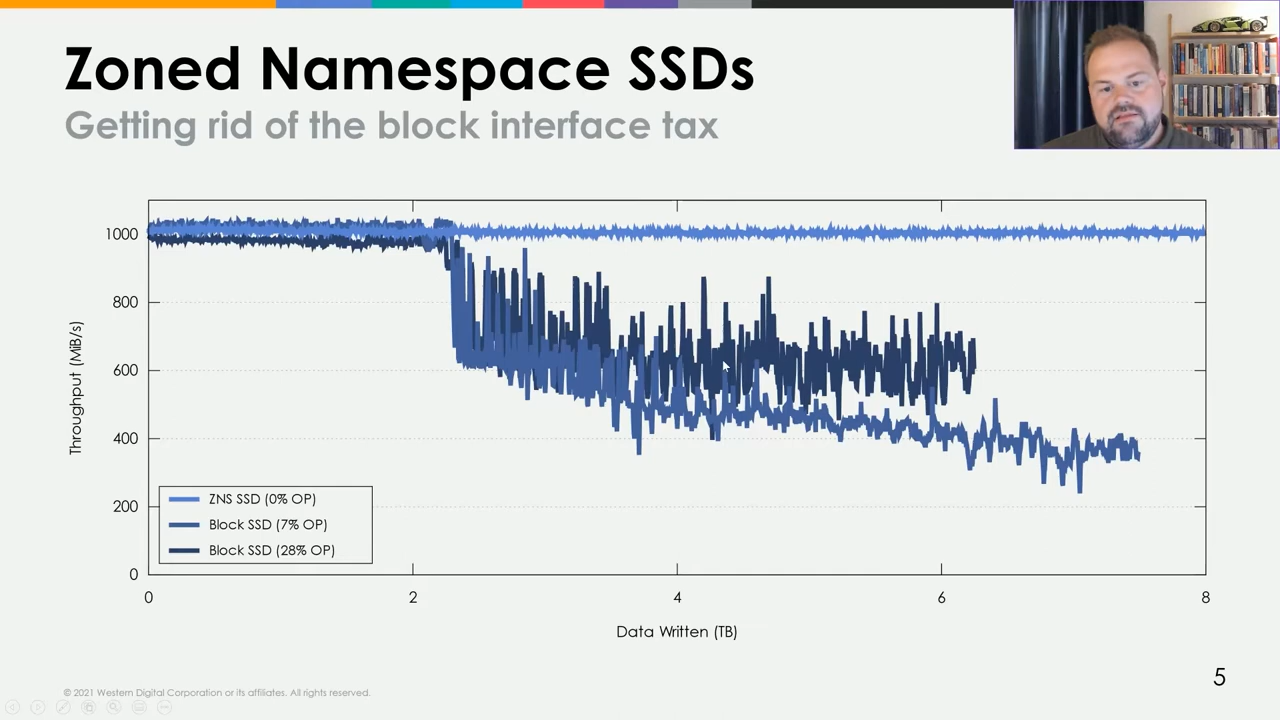 Zoned Namespace SSDs
Getting rid of the block interface tax
1000
800
600
400
200
0
Throughput (MiB/s)
ZNS SSD (0% OP)
Block SSD (7% OP)
Block SSD (28% OP)
0 2 4 6 8
Data Written (TB)
5
© 2021 Western Digital Corporation or its affiliates. All rights reserved.